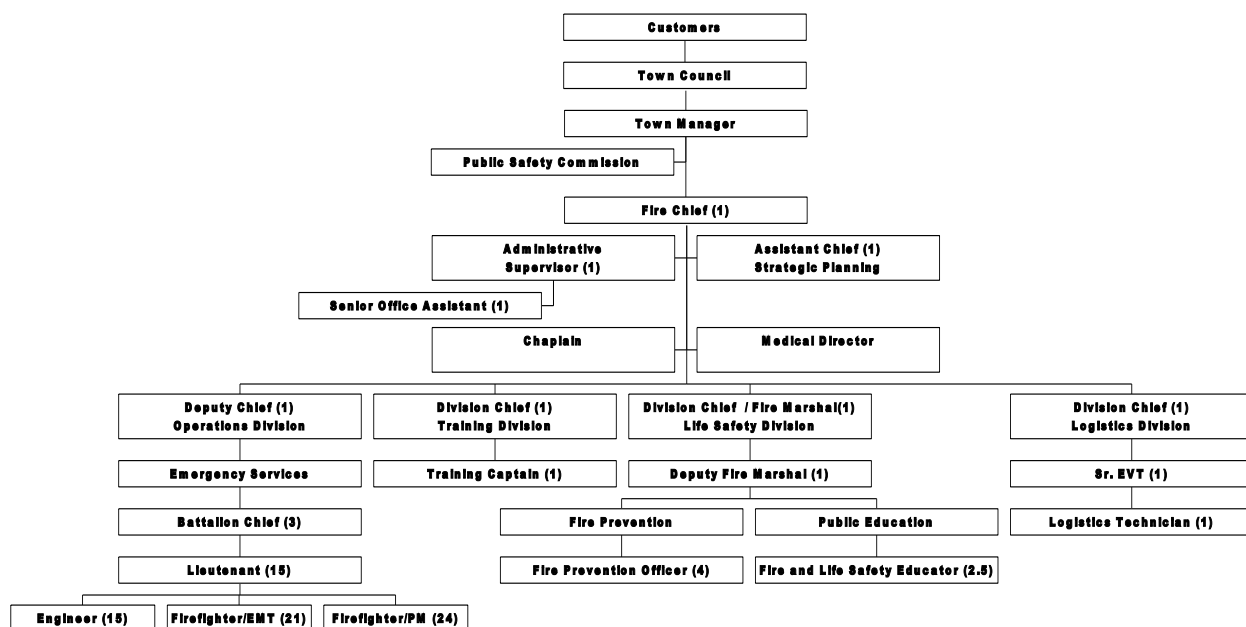 Customers
Town Council
Town Manager
Public Safety Commission
Fire Chief (1)
Administrative
Supervisor (1)
Assistant Chief (1)
Strategic Planning
Senior Office Assistant (1)
Chaplain
Medical Director
Deputy Chief (1)
Operations Division
Division Chief (1)
Training Division
Division Chief / Fire Marshal(1)
Life Safety Division
Division Chief (1)
Logistics Division
Emergency Services
Training Captain (1)
Deputy Fire Marshal (1)
Sr. EVT (1)
Battalion Chief (3)
Fire Prevention
Public Education
Logistics Technician (1)
Lieutenant (15)
Fire Prevention Officer (4)
Fire and Life Safety Educator (2.5)
Engineer (15)
Firefighter/EMT (21)
Firefighter/PM (24)